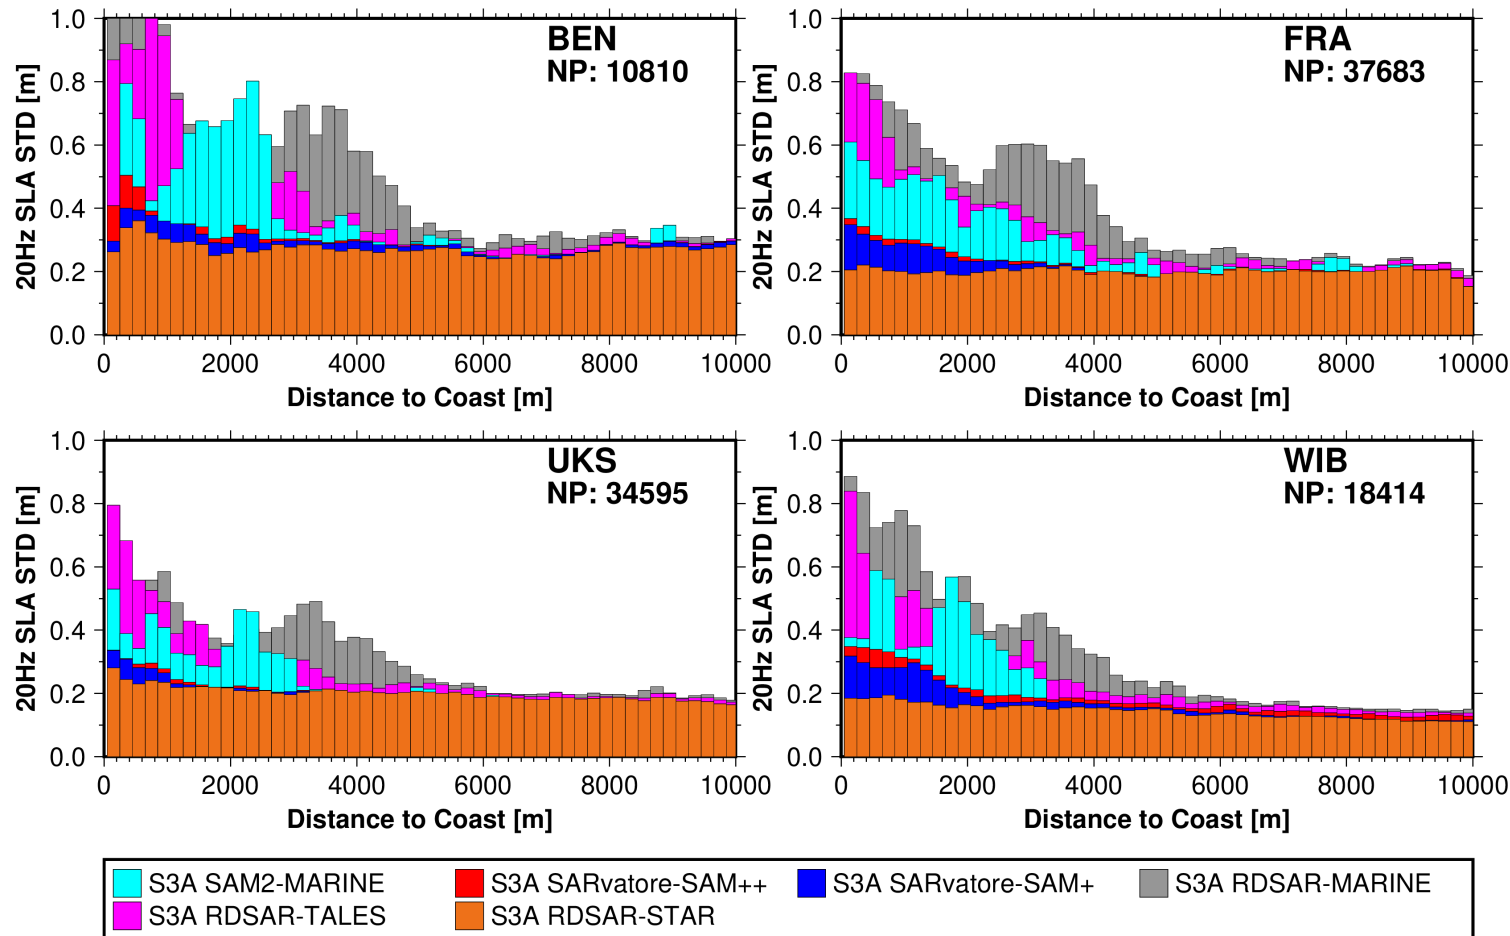 BEN
NP: 10810
20Hz SLA STD [m]
1.0
0.8
0.6
0.4
0.2
0.0
0 2000 4000 6000 8000 10000
Distance to Coast [m]
FRA
NP: 37683
20Hz SLA STD [m]
1.0
0.8
0.6
0.4
0.2
0.0
0 2000 4000 6000 8000 10000
Distance to Coast [m]
UKS
NP: 34595
20Hz SLA STD [m]
1.0
0.8
0.6
0.4
0.2
0.0
0 2000 4000 6000 8000 10000
Distance to Coast [m]
WIB
NP: 18414
20Hz SLA STD [m]
1.0
0.8
0.6
0.4
0.2
0.0
0 2000 4000 6000 8000 10000
Distance to Coast [m]
S3A SAM2-MARINE S3A SARvatore-SAM++ S3A SARvatore-SAM+ S3A RDSAR-MARINE
S3A RDSAR-TALES S3A RDSAR-STAR